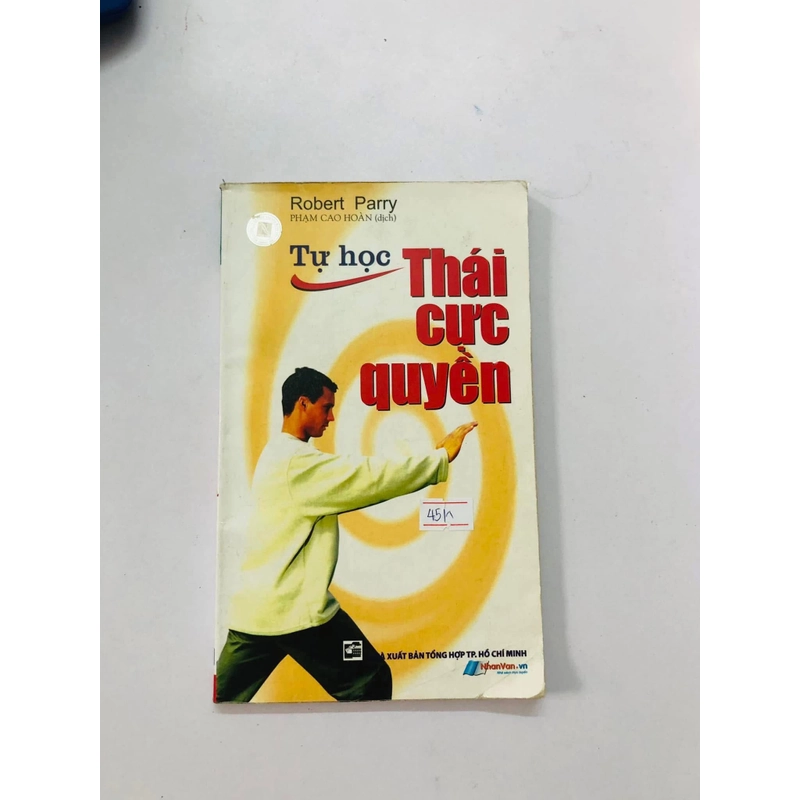 Robert Parry
PHẠM CAO HOÀN (dịch)
Tự học
Thái
cực
quyền
45k
À XUẤT BẢN TỔNG HỢP TP. HỒ CHÍ MINH
NhanVan.vn